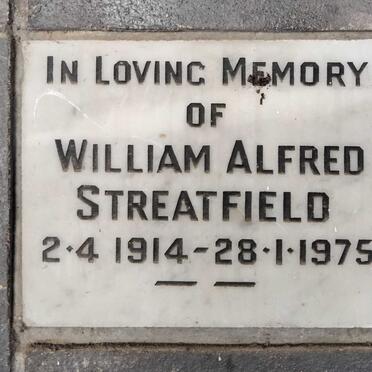 IN LOVING MEMORY
OF
WILLIAM ALFRED
STREATFIELD
2·4 1914-28·1·1975